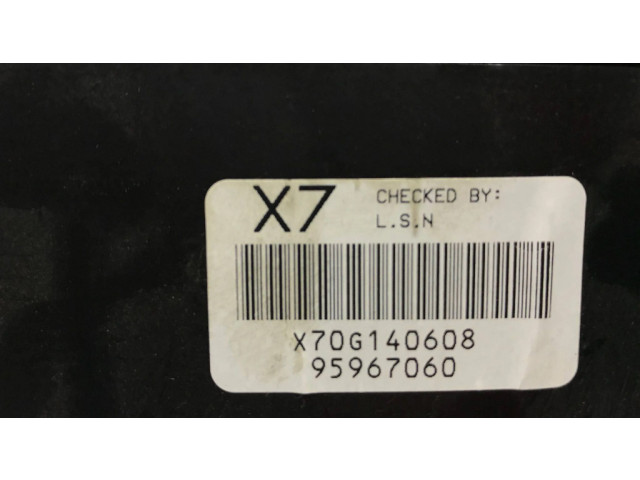 X7 CHECKED BY:
L.S.N
X70G140608
95967060